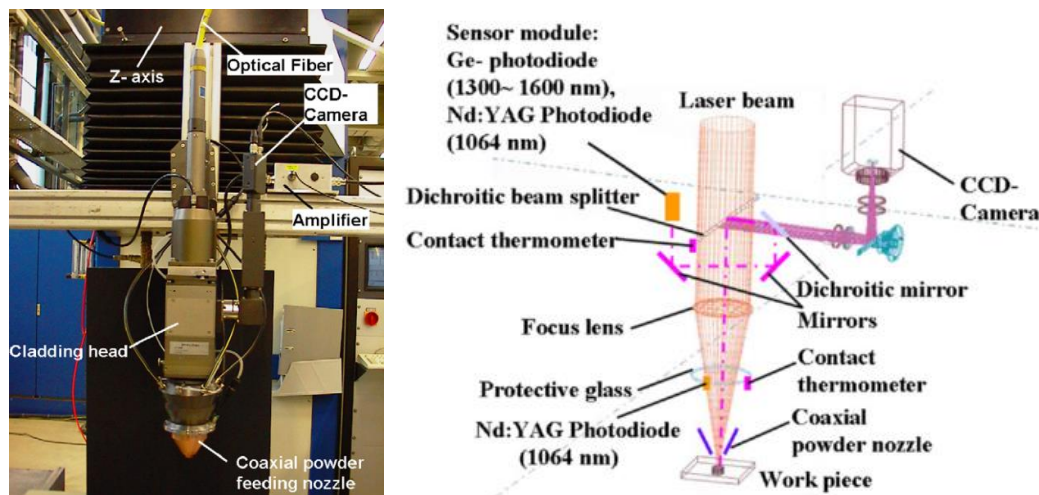 Z- axis
Optical Fiber
CCD-
Camera
Amplifier
Cladding head
Coaxial powder
feeding nozzle
Sensor module:
Ge- photodiode
(1300~ 1600 nm),
Nd:YAG Photodiode
(1064 nm)
Laser beam
CCD-
Camera
Dichroitic beam splitter
Contact thermometer
Dichroitic mirror
Mirrors
Focus lens
Contact
thermometer
Protective glass
Nd:YAG Photodiode
(1064 nm)
Coaxial
powder nozzle
Work piece